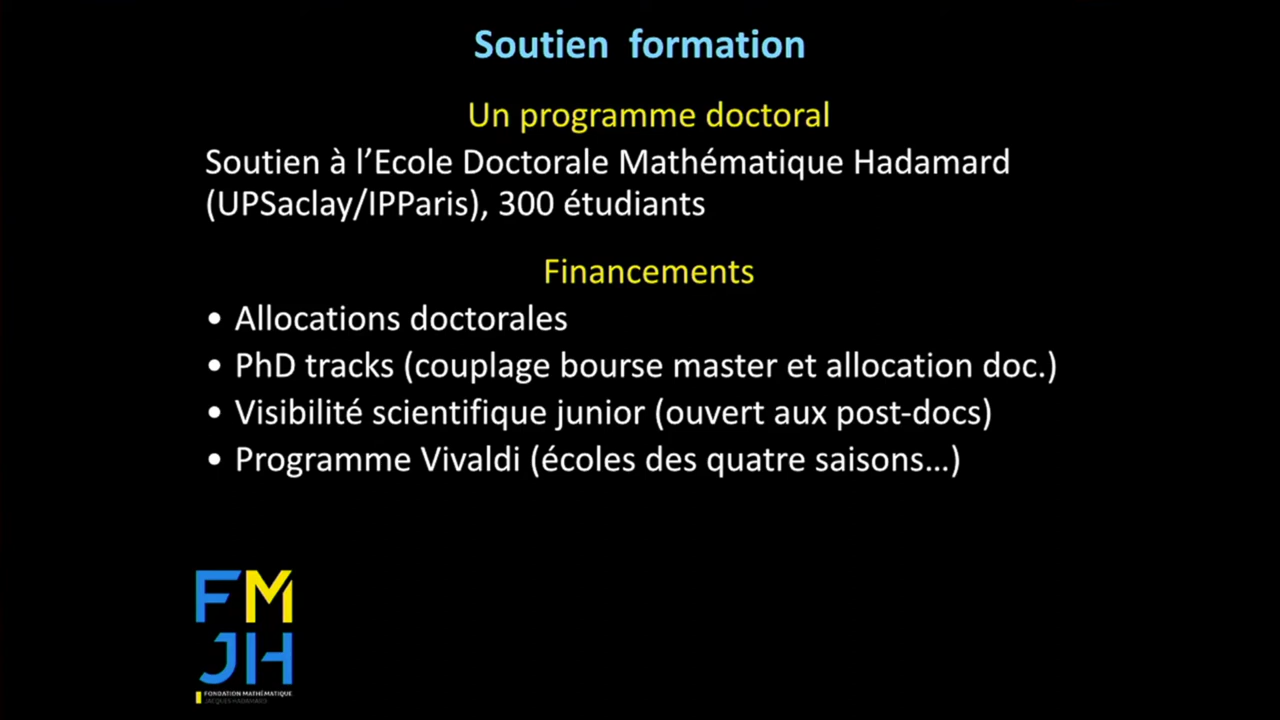 Soutien formation
Un programme doctoral
Soutien à l’Ecole Doctorale Mathématique Hadamard
(UPSaclay/IPParis), 300 étudiants
Financements
• Allocations doctorales
• PhD tracks (couplage bourse master et allocation doc.)
• Visibilité scientifique junior (ouvert aux post-docs)
• Programme Vivaldi (écoles des quatre saisons…)
FM
JH
FONDATION MATHÉMATIQUE
JACQUES HADAMARD